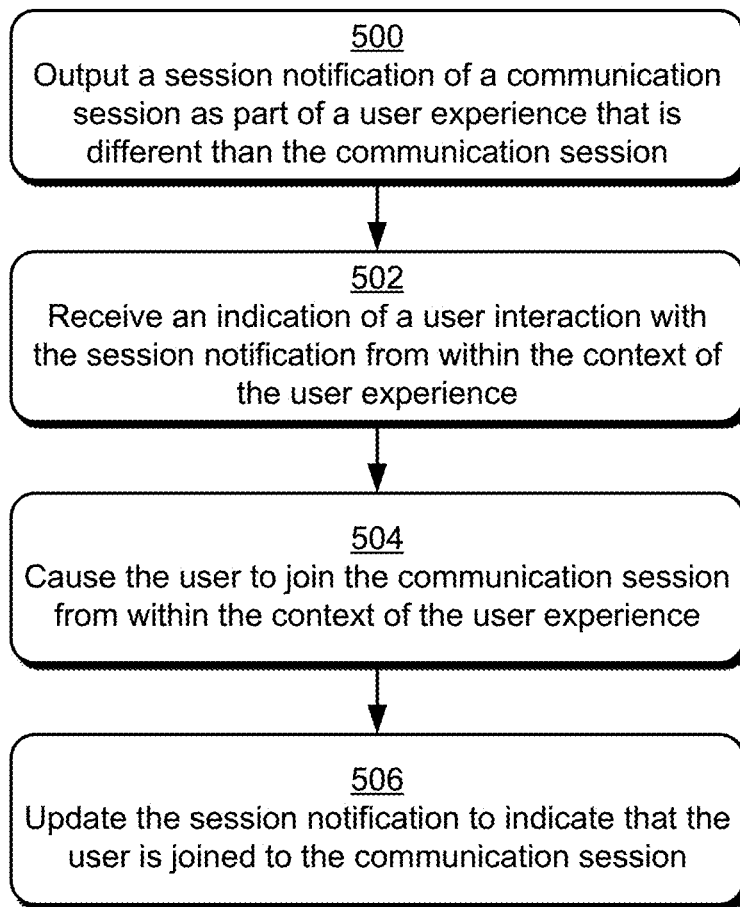 500
Output a session notification of a communication
session as part of a user experience that is
different than the communication session
502
Receive an indication of a user interaction with
the session notification from within the context of
the user experience
504
Cause the user to join the communication session
from within the context of the user experience
506
Update the session notification to indicate that the
user is joined to the communication session